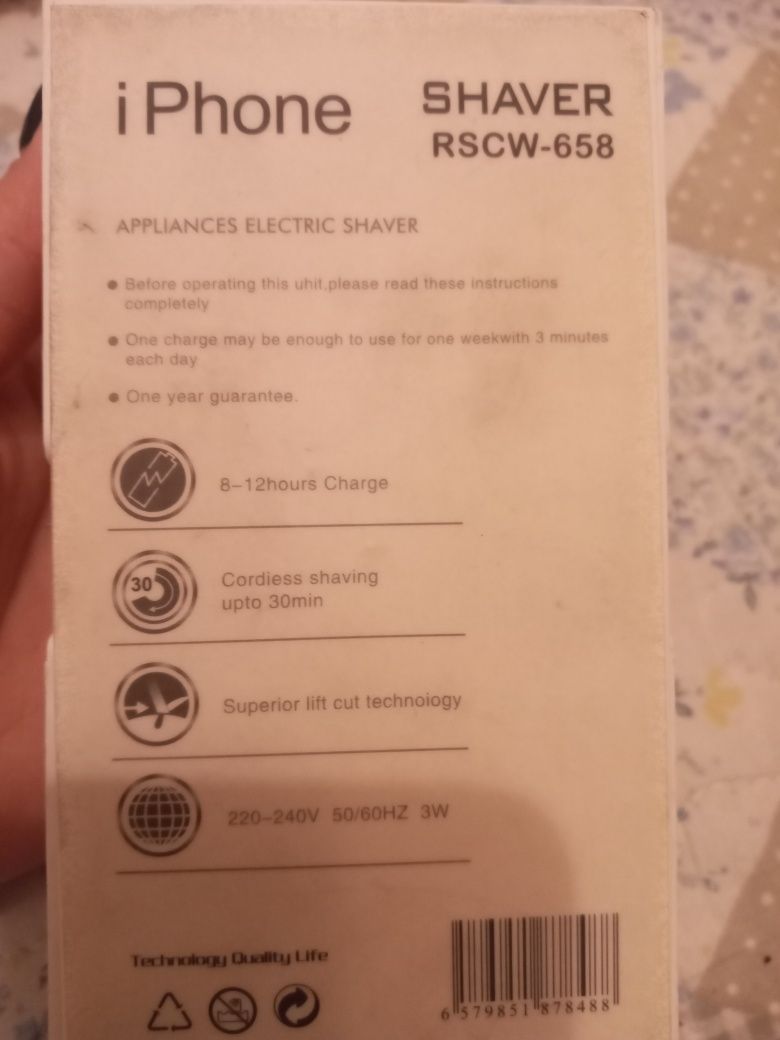 i Phone
SHAVER
RSCW-658
APPLIANCES ELECTRIC SHAVER
● Before operating this uhit,please read these instructions
completely
● One charge may be enough to use for one weekwith 3 minutes
each day
● One year guarantee.
8-12hours Charge
30
Cordiess shaving
upto 30min
Superior lift cut technoiogy
220-240V 50/60HZ 3W
Technology Quality Life
6 579851 878488